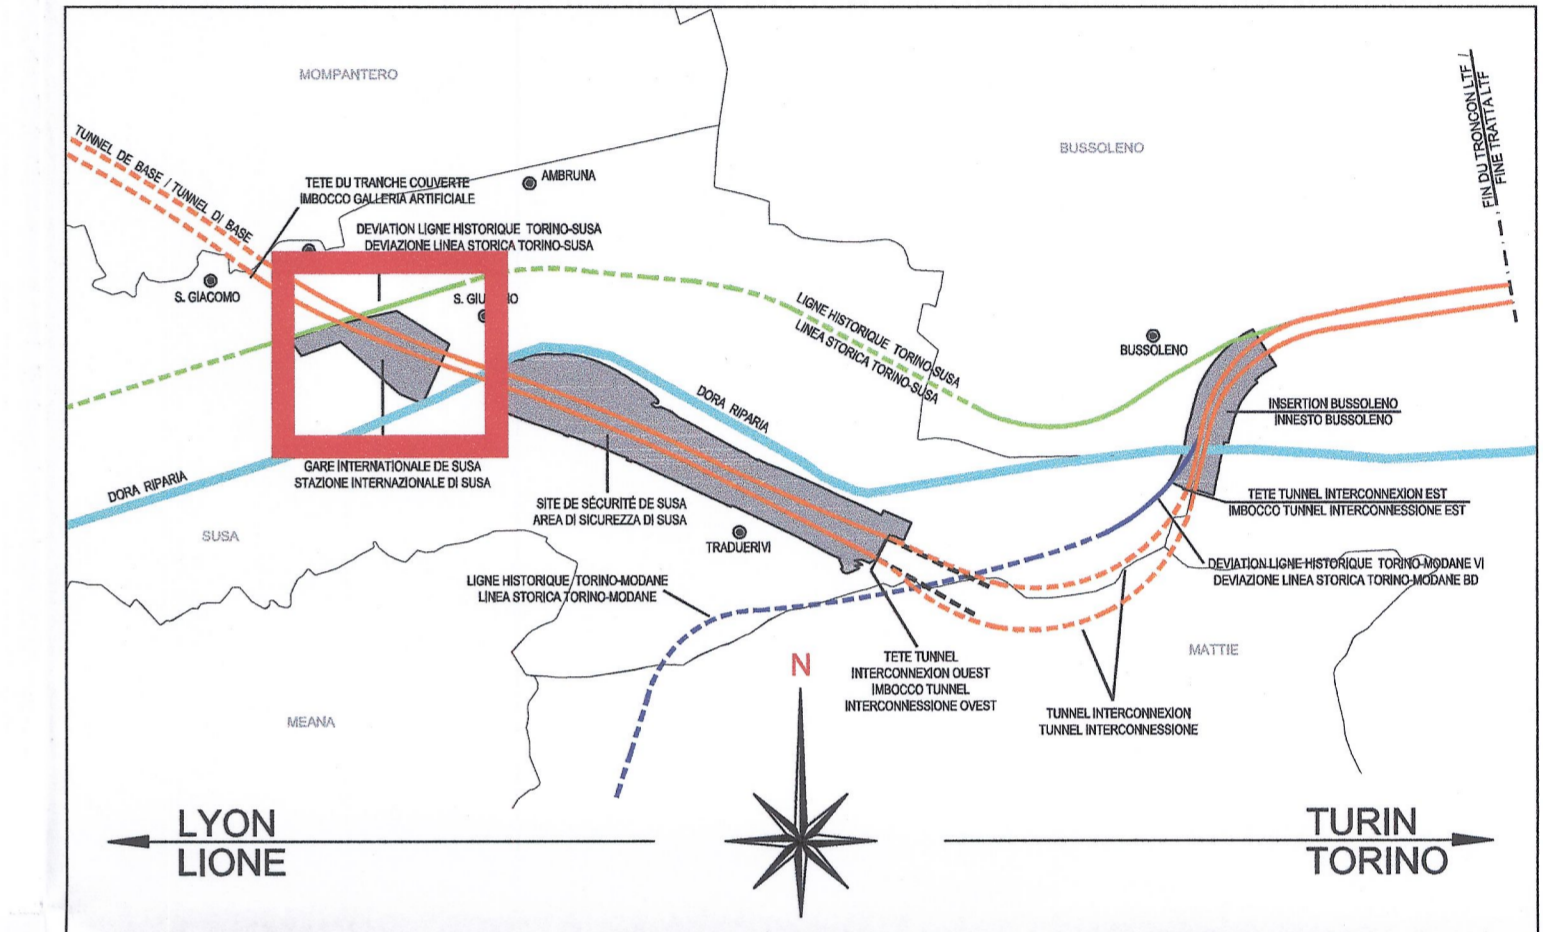 MOMPANTERO
BUSSOLENO
FIN DU TRONCON LTF /
FINE TRATTA LTF
TUNNEL DE BASE / TUNNEL DI BASE
TETE DU TRANCHE COUVERTE
IMBOCCO GALLERIA ARTIFICIALE
AMBRUNA
DEVIATION LIGNE HISTORIQUE TORINO-SUSA
DEVIAZIONE LINEA STORICA TORINO-SUSA
S. GIACOMO
LIGNE HISTORIQUE TORINO-SUSA
LINEA STORICA TORINO-SUSA
BUSSOLENO
DORA RIPARIA
INSERTION BUSSOLENO
INNESTO BUSSOLENO
GARE INTERNATIONALE DE SUSA
STAZIONE INTERNAZIONALE DI SUSA
DORA RIPARIA
SITE DE SÉCURITÉ DE SUSA
AREA DI SICUREZZA DI SUSA
TETE TUNNEL INTERCONNEXION EST
IMBOCCO TUNNEL INTERCONNESSIONE EST
SUSA
TRADUERIVI
DEVIATION LIGNE HISTORIQUE TORINO-MODANE VI
DEVIAZIONE LINEA STORICA TORINO-MODANE BD
LIGNE HISTORIQUE TORINO-MODANE
LINEA STORICA TORINO-MODANE
MATTIE
N
TETE TUNNEL
INTERCONNEXION OUEST
IMBOCCO TUNNEL
INTERCONNESSIONE OVEST
MEANA
TUNNEL INTERCONNEXION
TUNNEL INTERCONNESSIONE
LYON
LIONE
TURIN
TORINO